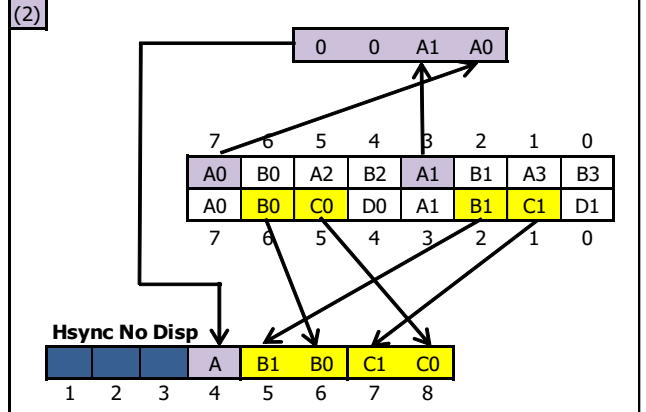 (2)
0 0 A1 A0
7 6 5 4 3 2 1 0
A0 B0 A2 B2 A1 B1 A3 B3
A0 B0 C0 D0 A1 B1 C1 D1
7 6 5 4 3 2 1 0
Hsync No Disp
A B1 B0 C1 C0
1 2 3 4 5 6 7 8